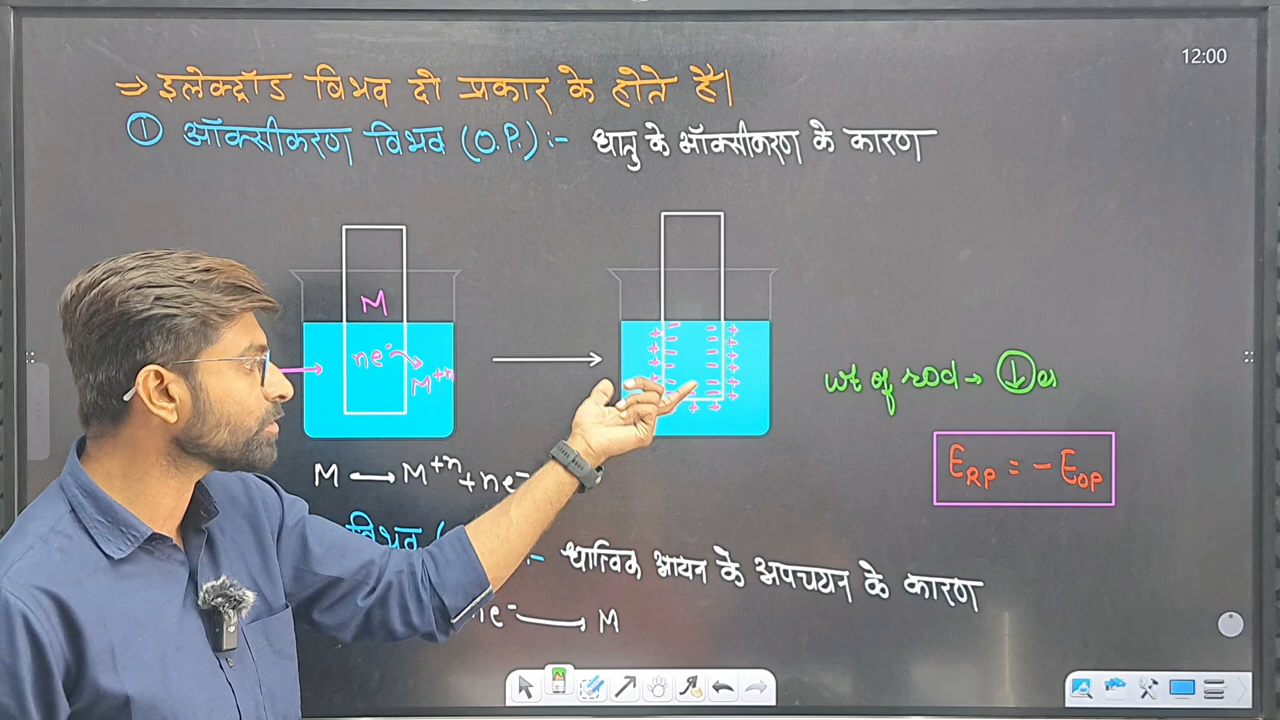 12:00
⇒ इलेक्ट्रॉड विभव दो प्रकार के होते है।
① ऑक्सीकरण विभव (O.P.) :- धातु के ऑक्सीकरण के कारण
M
ne⁻
M⁺ⁿ
wt of rod → ↓es
M → M⁺ⁿ + ne⁻
E_RP = - E_OP
विभव ( :- धात्विक आयन के अपचयन के कारण
ne⁻ → M